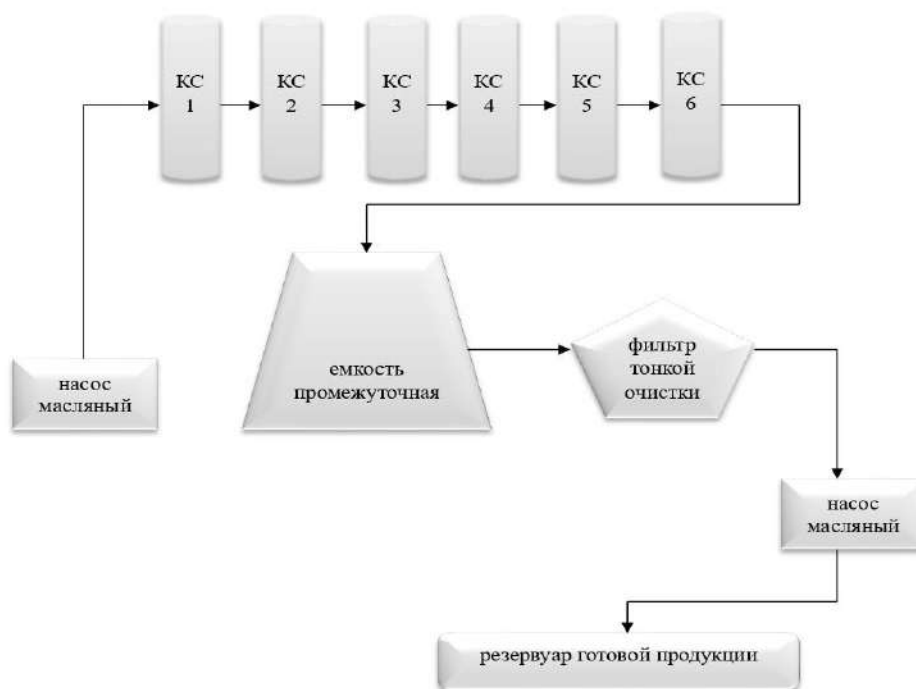 КС
1
КС
2
КС
3
КС
4
КС
5
КС
6
емкость
промежуточная
фильтр
тонкой
очистки
насос
масляный
насос
масляный
резервуар готовой продукции